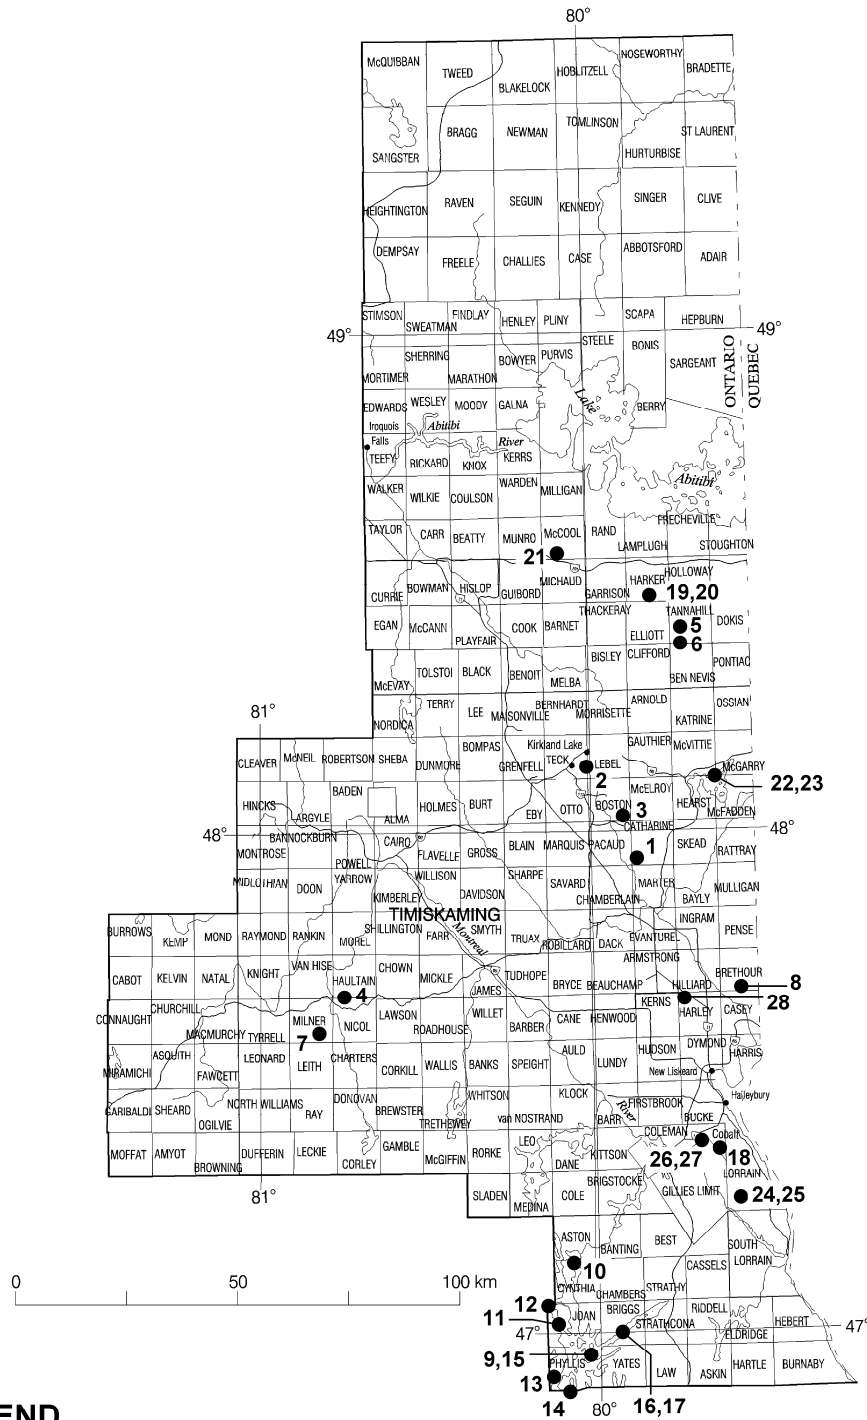 80°
McQUIBBAN TWEED BLAKELOCK HOBLITZELL NOSEWORTHY BRADETTE
SANGSTER BRAGG NEWMAN TOMLINSON HURTURBISE ST LAURENT
HEIGHTINGTON RAVEN SEGUIN KENNEDY SINGER CLIVE
DEMPSAY FREELE CHALLIES CASE ABBOTSFORD ADAIR
STIMSON SWEATMAN FINDLAY HENLEY PLINY SCAPA HEPBURN
49° 49°
SHERRING BOWYER PURVIS STEELE BONIS SARGEANT
ONTARIO
QUEBEC
MORTIMER MARATHON
EDWARDS WESLEY MOODY GALNA Lake BERRY
Iroquois Falls Abitibi River
TEEFY RICKARD KNOX KERRS Abitibi
WALKER WILKIE COULSON WARDEN MILLIGAN
TAYLOR CARR BEATTY MUNRO McCOOL RAND LAMPLUGH FRECHEVILLE STOUGHTON
21
CURRIE BOWMAN HISLOP GUIBORD MICHAUD GARRISON HARKER HOLLOWAY
19,20
EGAN McCANN PLAYFAIR COOK BARNET THACKERAY ELLIOTT TANNAHILL DOKIS
5
6
McEVAY TOLSTOI BLACK BENOIT MELBA BISLEY CLIFFORD BEN NEVIS PONTIAC
81°
NORDICA TERRY LEE MAISONVILLE BERNHARDT MORRISETTE ARNOLD KATRINE OSSIAN
CLEAVER McNEIL ROBERTSON SHEBA DUNMORE BOMPAS GRENFELL Kirkland Lake TECK LEBEL GAUTHIER McVITTIE McGARRY
2 22,23
HINCKS ARGYLE BADEN ALMA HOLMES BURT EBY OTTO BOSTON McELROY HEARST McFADDEN
3
48° 48°
MONTROSE BANNOCKBURN POWELL CAIRO FLAVELLE GROSS BLAIN MARQUIS PACAUD CATHARINE SKEAD RATTRAY
1
MIDLOTHIAN DOON YARROW KIMBERLEY WILLISON DAVIDSON SHARPE SAVARD CHAMBERLAIN MARTER BAYLY MULLIGAN
TIMISKAMING
BURROWS KEMP MOND RAYMOND RANKIN MOREL SHILLINGTON FARR Montreal SMYTH TRUAX ROBILLARD DACK EVANTUREL INGRAM PENSE
CABOT KELVIN NATAL KNIGHT VAN HISE HAULTAIN CHOWN MICKLE JAMES TUDHOPE BRYCE BEAUCHAMP ARMSTRONG HILLIARD BRETHOUR
4 8
28
CONNAUGHT CHURCHILL MACMURCHY TYRRELL MILNER NICOL LAWSON ROADHOUSE WILLET BARBER CANE HENWOOD KERNS HARLEY CASEY
7
MIRAMICHI ASQUITH FAWCETT LEONARD LEITH CHARTERS CORKILL WALLIS BANKS SPEIGHT AULD LUNDY HUDSON DYMOND HARRIS
New Liskeard
GARIBALDI SHEARD OGILVIE NORTH WILLIAMS RAY DONOVAN BREWSTER TRETHEWEY WHITSON van NOSTRAND KLOCK BARR River FIRSTBROOK BUCKE Haileybury
MOFFAT AMYOT BROWNING DUFFERIN LECKIE CORLEY GAMBLE McGIFFIN RORKE LEO DANE KITTSON COLEMAN Cobalt LORRAIN
26,27 18
81°
SLADEN MEDINA COLE BRIGSTOCKE GILLIES LIMIT
24,25
ASTON BANTING BEST CASSELS SOUTH LORRAIN
10
0 50 100 km
CYNTHIA CHAMBERS STRATHY
12 JOAN BRIGGS STRATHCONA RIDDELL HEBERT
11 47° ELDRIDGE 47°
9,15 PHYLLIS YATES LAW ASKIN HARTLE BURNABY
13
14 80° 16,17
END